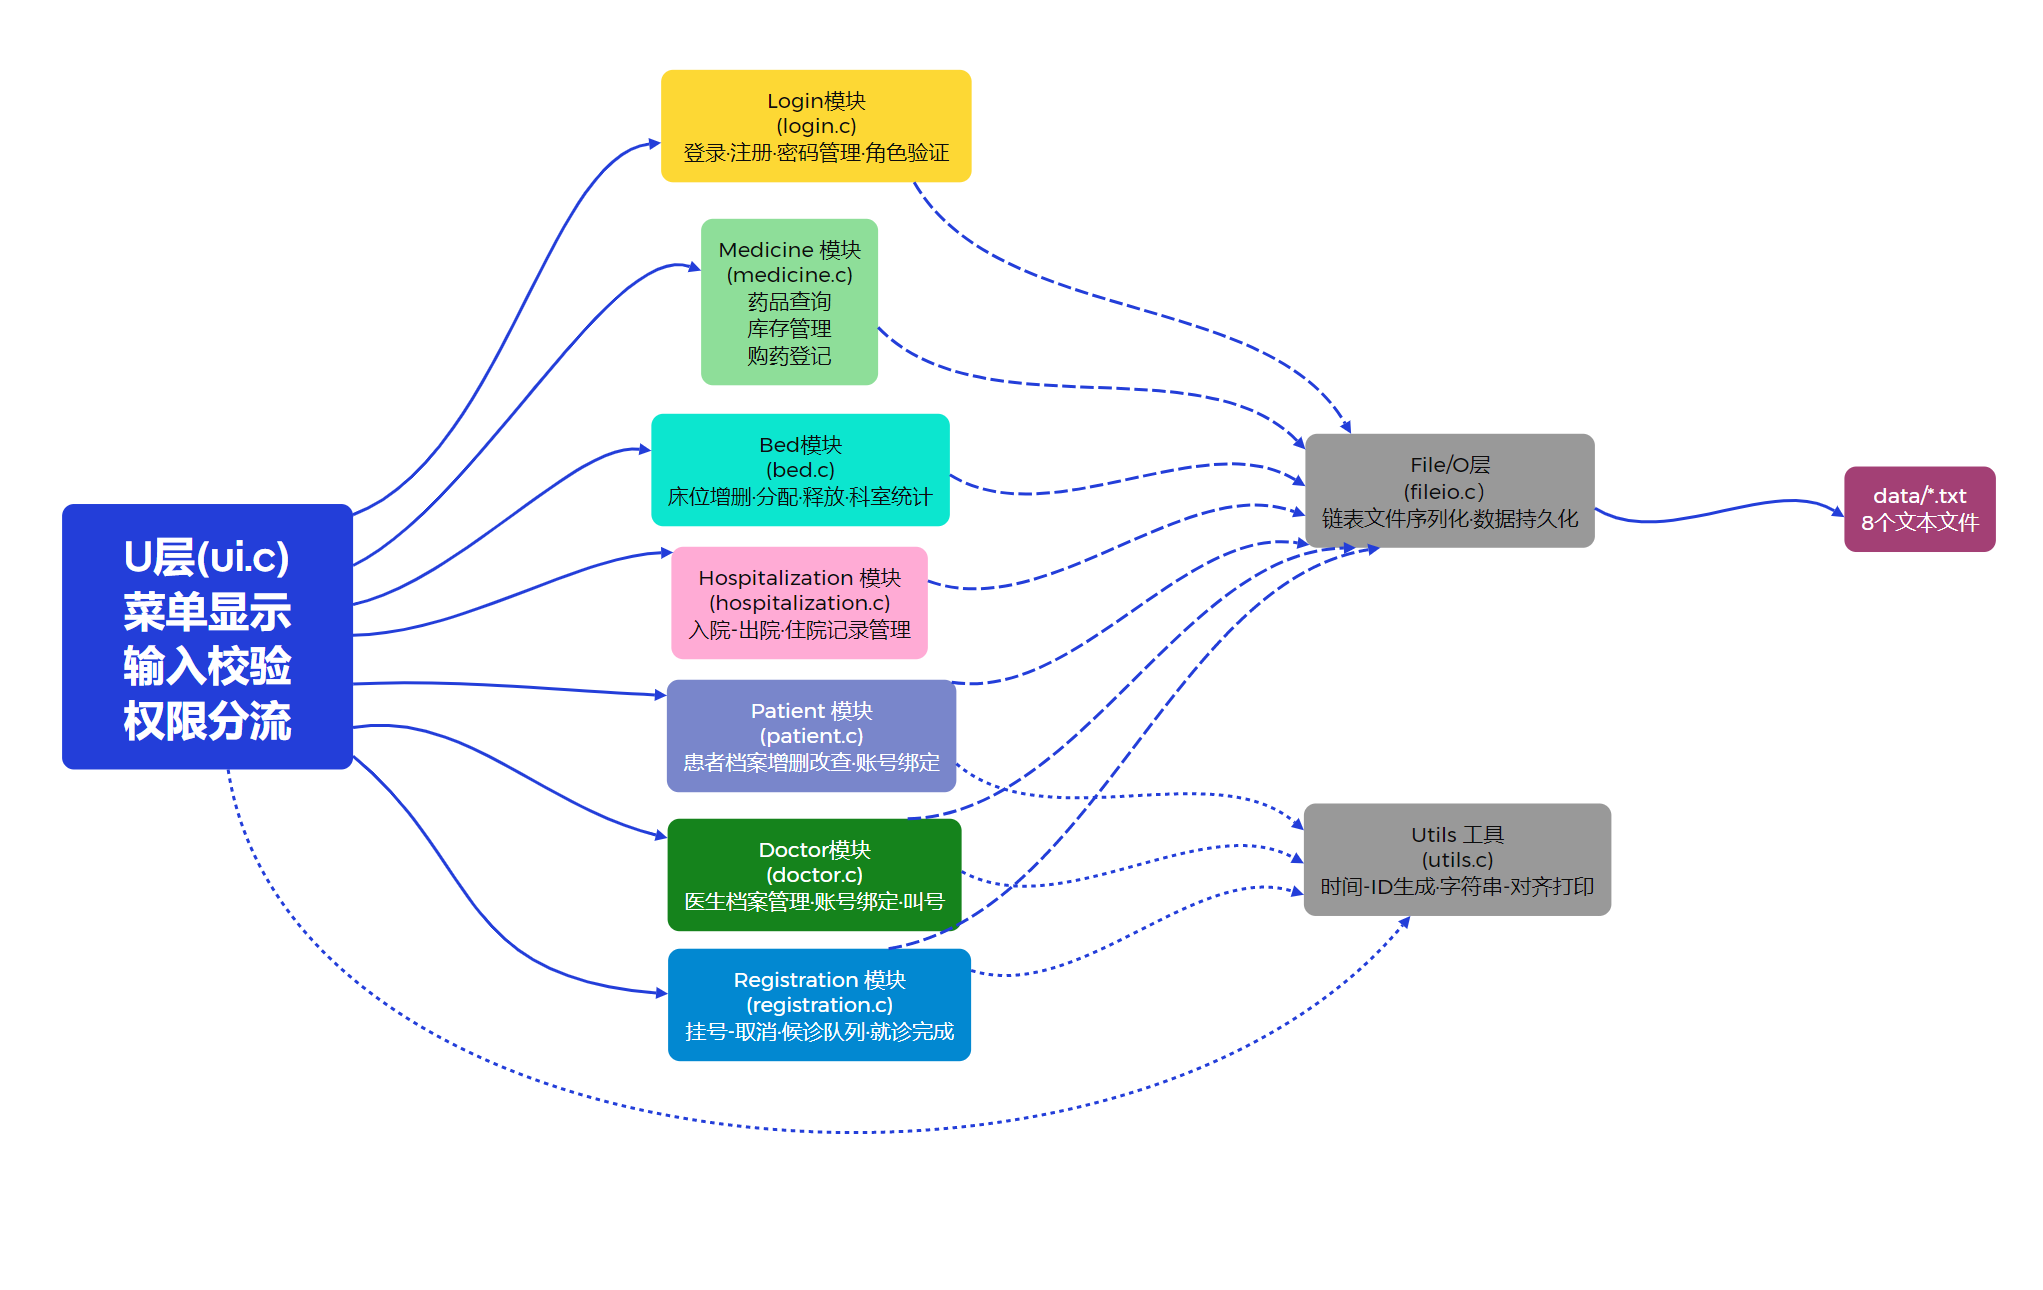 U层(ui.c)
菜单显示
输入校验
权限分流
Login模块
(login.c)
登录·注册·密码管理·角色验证
Medicine 模块
(medicine.c)
药品查询
库存管理
购药登记
Bed模块
(bed.c)
床位增删·分配·释放·科室统计
Hospitalization 模块
(hospitalization.c)
入院-出院·住院记录管理
Patient 模块
(patient.c)
患者档案增删改查·账号绑定
Doctor模块
(doctor.c)
医生档案管理·账号绑定·叫号
Registration 模块
(registration.c)
挂号-取消·候诊队列·就诊完成
File/O层
(fileio.c）
链表文件序列化·数据持久化
Utils 工具
(utils.c)
时间-ID生成·字符串-对齐打印
data/*.txt
8个文本文件